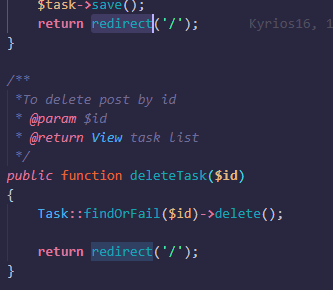 $task->save();
return redirect('/');    Kyrios16, 1
}
/**
 *To delete post by id
 * @param $id
 * @return View task list
 */
public function deleteTask($id)
{
    Task::findOrFail($id)->delete();
    return redirect('/');
}